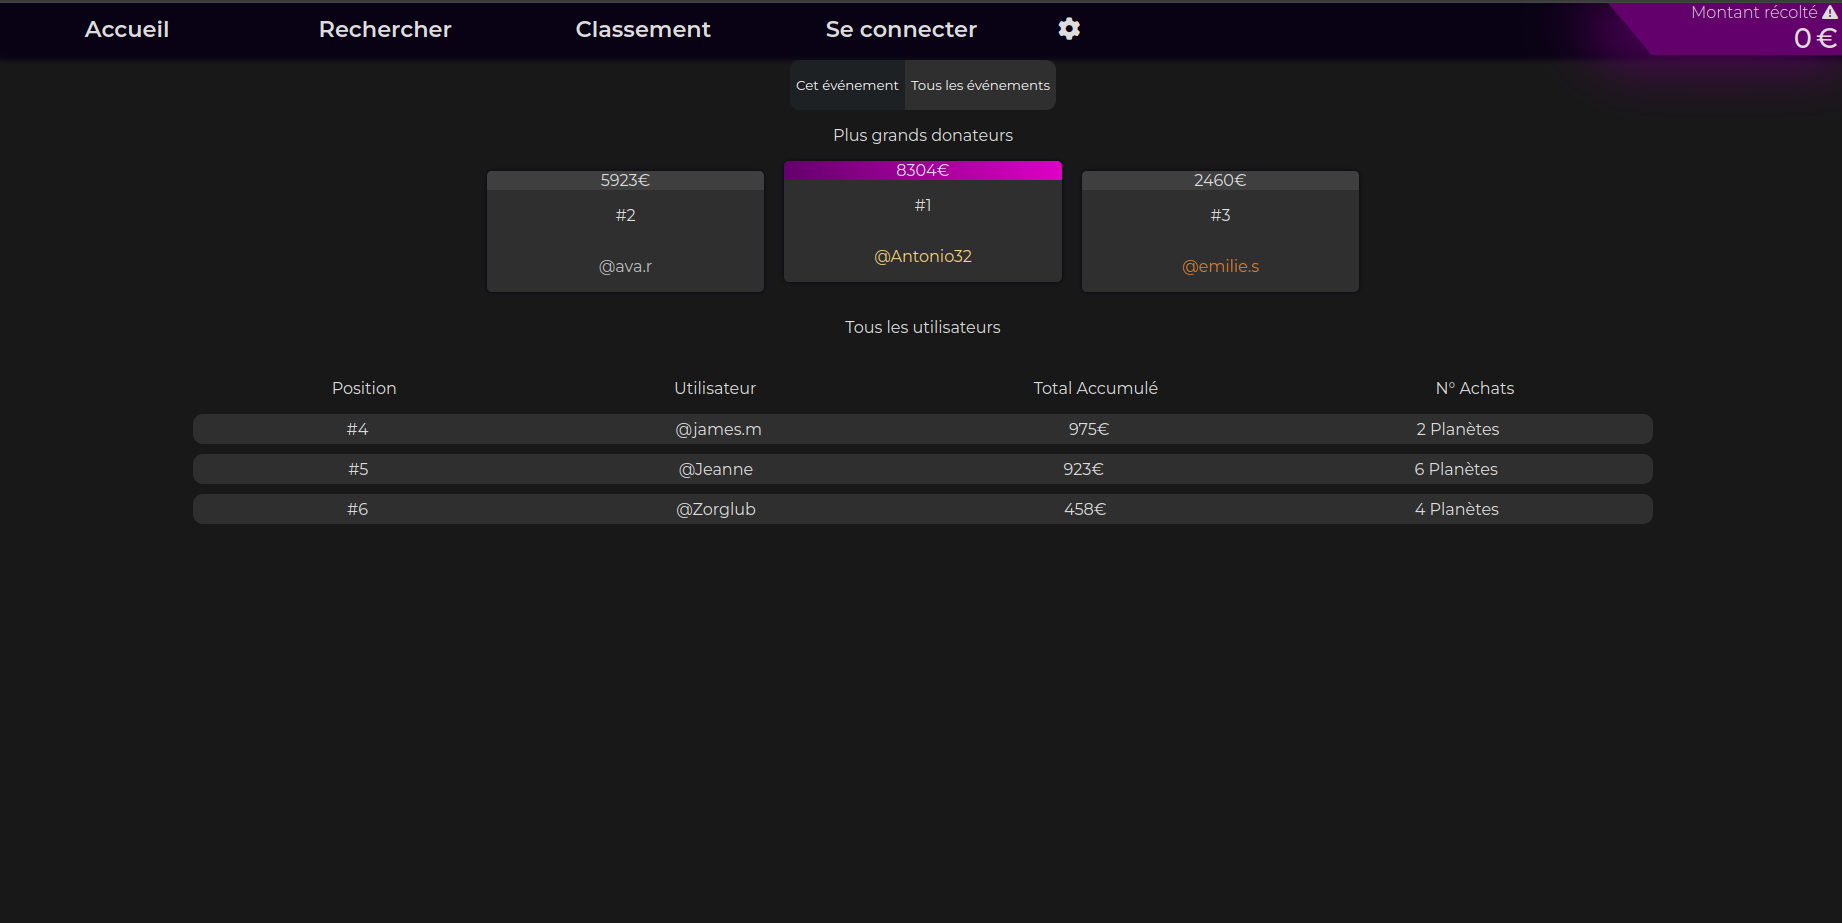 Accueil Rechercher Classement Se connecter Montant récolté
0 €
Cet événement Tous les événements
Plus grands donateurs
5923€
#2
@ava.r
8304€
#1
@Antonio32
2460€
#3
@emilie.s
Tous les utilisateurs
Position Utilisateur Total Accumulé N° Achats
#4 @james.m 975€ 2 Planètes
#5 @Jeanne 923€ 6 Planètes
#6 @Zorglub 458€ 4 Planètes